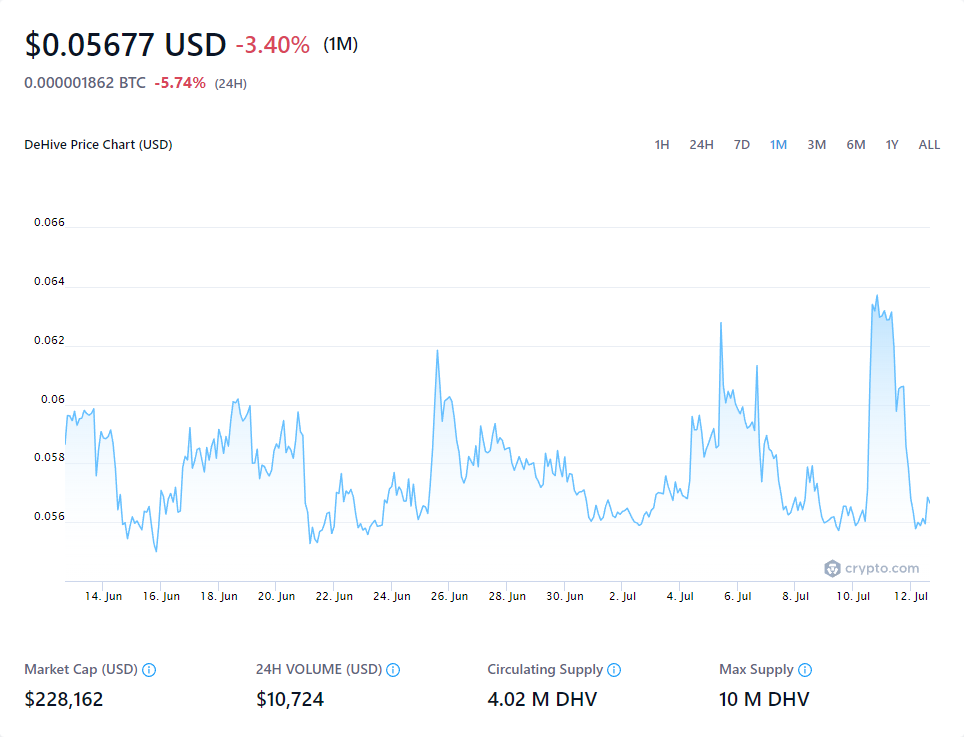 $0.05677 USD -3.40% (1M)
0.000001862 BTC -5.74% (24H)
DeHive Price Chart (USD) 1H 24H 7D 1M 3M 6M 1Y ALL
0.066
0.064
0.062
0.06
0.058
0.056
crypto.com
14. Jun 16. Jun 18. Jun 20. Jun 22. Jun 24. Jun 26. Jun 28. Jun 30. Jun 2. Jul 4. Jul 6. Jul 8. Jul 10. Jul 12. Jul
Market Cap (USD) 24H VOLUME (USD) Circulating Supply Max Supply
$228,162 $10,724 4.02 M DHV 10 M DHV